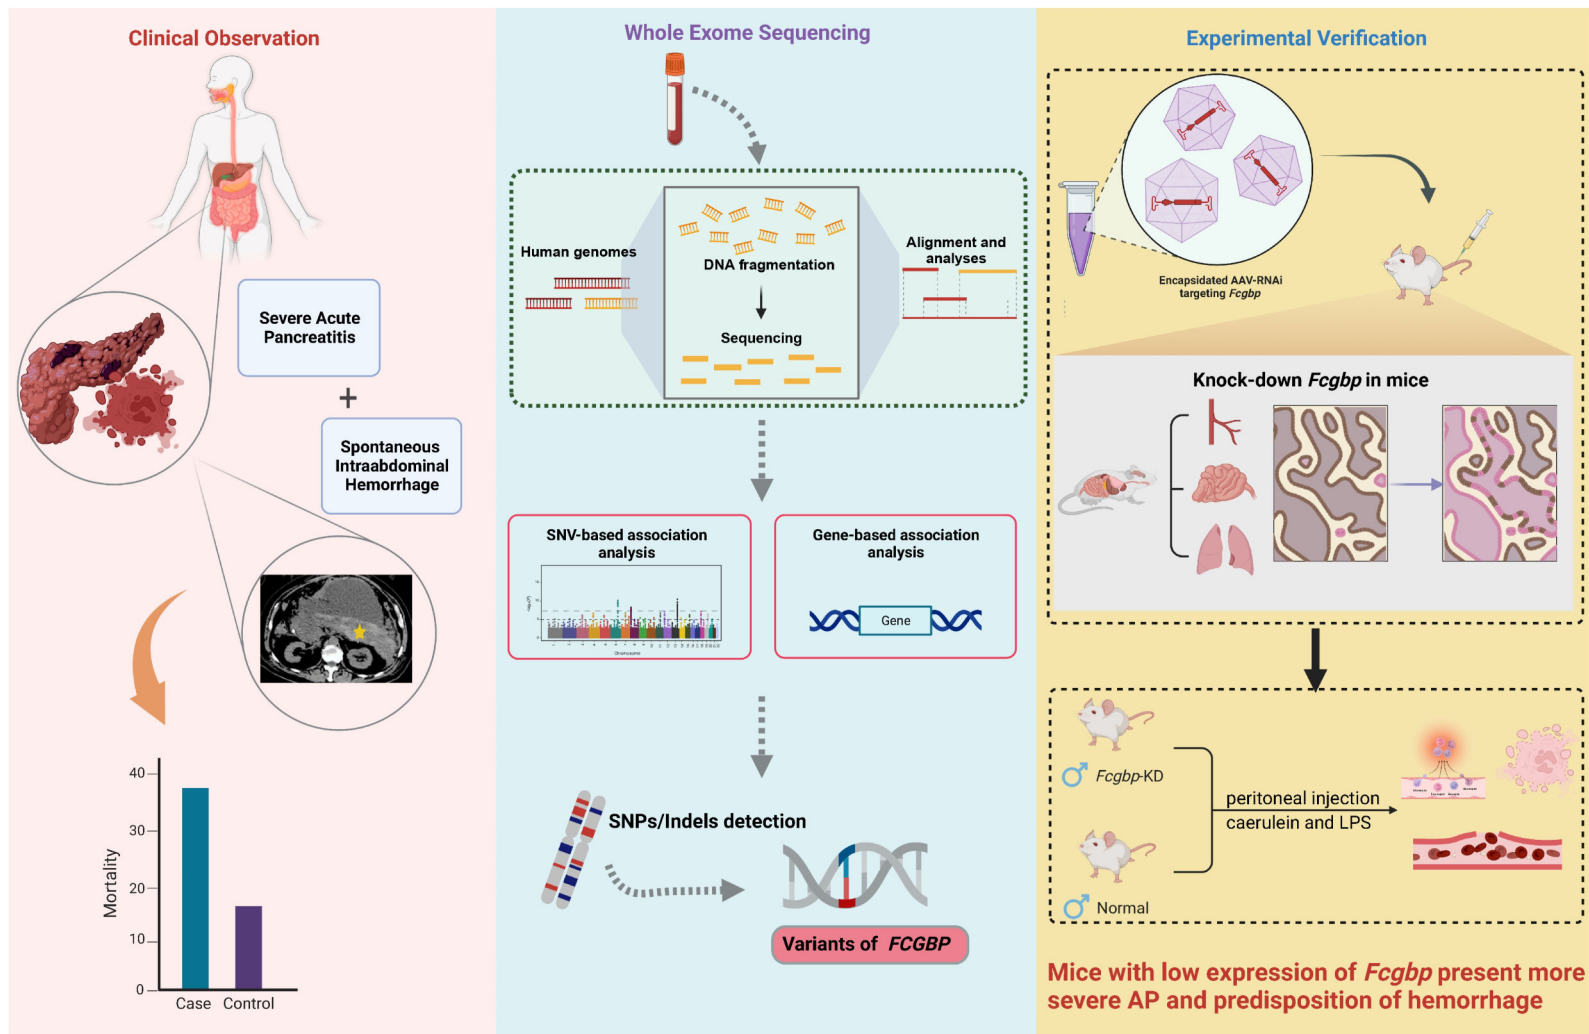 Clinical Observation
Severe Acute
Pancreatitis
+
Spontaneous
Intraabdominal
Hemorrhage
40
30
20
10
0
Mortality
Case
Control
Whole Exome Sequencing
Human genomes
DNA fragmentation
Sequencing
Alignment and
analyses
SNV-based association
analysis
Chromosome
Gene-based association
analysis
Gene
SNPs/Indels detection
Variants of FCGBP
Experimental Verification
Encapsidated AAV-RNAi
targeting Fcgbp
Knock-down Fcgbp in mice
Fcgbp-KD
Normal
peritoneal injection
caerulein and LPS
Mice with low expression of Fcgbp present more
severe AP and predisposition of hemorrhage